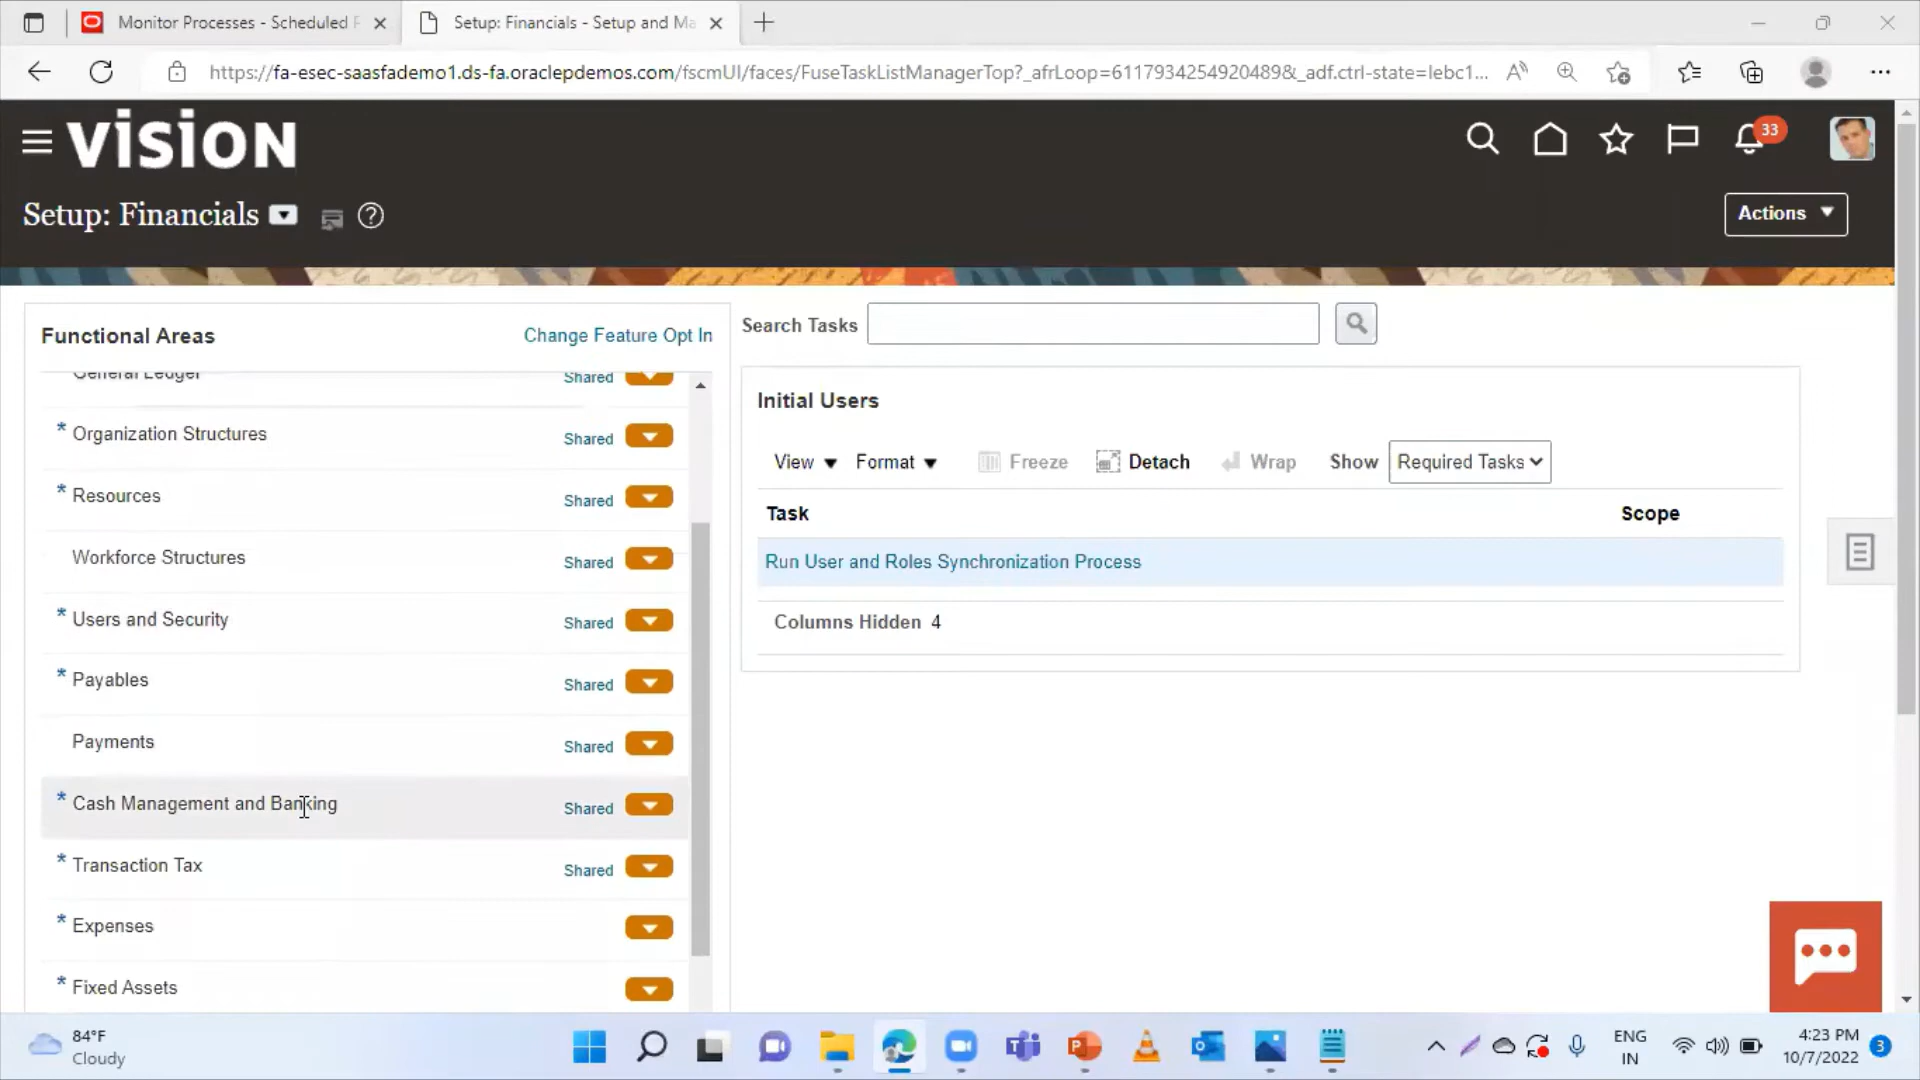 Monitor Processes - Scheduled P
Setup: Financials - Setup and Ma
https://fa-esec-saasfademo1.ds-fa.oraclepdemos.com/fscmUI/faces/FuseTaskListManagerTop?_afrLoop=61179342549204898&_adf.ctrl-state=lebc1...
VISION
33
Setup: Financials
Actions
Functional Areas
Change Feature Opt In
Search Tasks
General Ledger
Shared
Organization Structures
Shared
Resources
Shared
Workforce Structures
Shared
Users and Security
Shared
Payables
Shared
Payments
Shared
Cash Management and Banking
Shared
Transaction Tax
Shared
Expenses
Fixed Assets
Initial Users
View
Format
Freeze
Detach
Wrap
Show
Required Tasks
Task
Scope
Run User and Roles Synchronization Process
Columns Hidden 4
84°F
Cloudy
ENG
IN
4:23 PM
10/7/2022
3